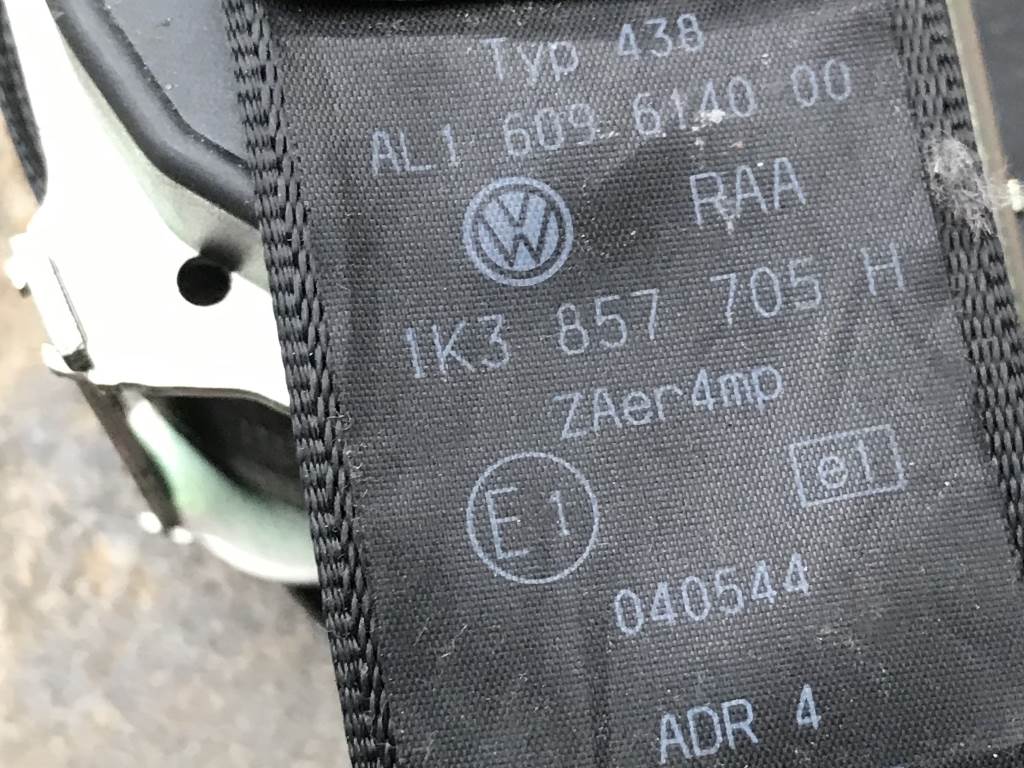 Typ 438
AL1 609 6140 00
RAA
1K3 857 705 H
ZAer4mp
E1 e1
040544
ADR 4